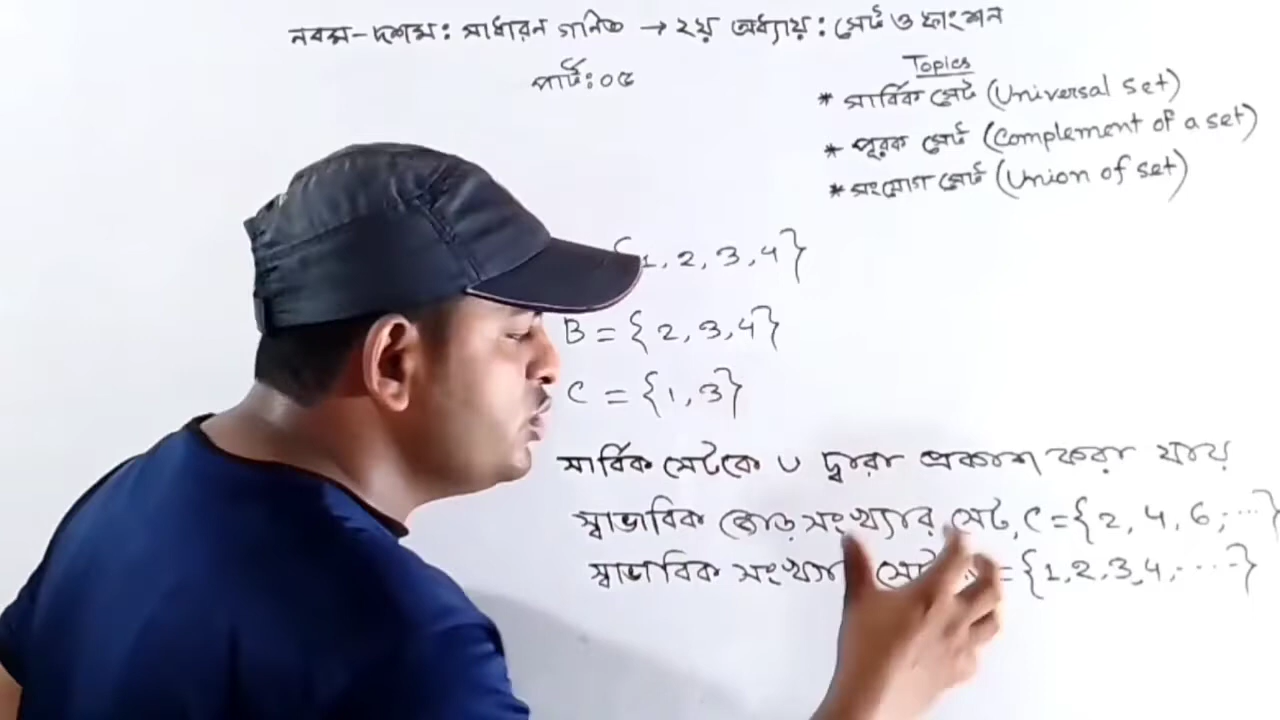 নবম-দশম: সাধারন গনিত → ২য় অধ্যায় : সেট ও ফাংশন
পার্ট: ০৫
Topics
* সার্বিক সেট (Universal set)
* পূরক সেট (Complement of a set)
* সংযোগ সেট (Union of set)
{1, 2, 3, 4}
B = {2, 3, 4}
C = {1, 3}
সার্বিক সেটকে U দ্বারা প্রকাশ করা যায়
স্বাভাবিক জোড় সংখ্যার সেট, C = {2, 4, 6, ...}
স্বাভাবিক সংখ্যা সেট = {1, 2, 3, 4, ....}